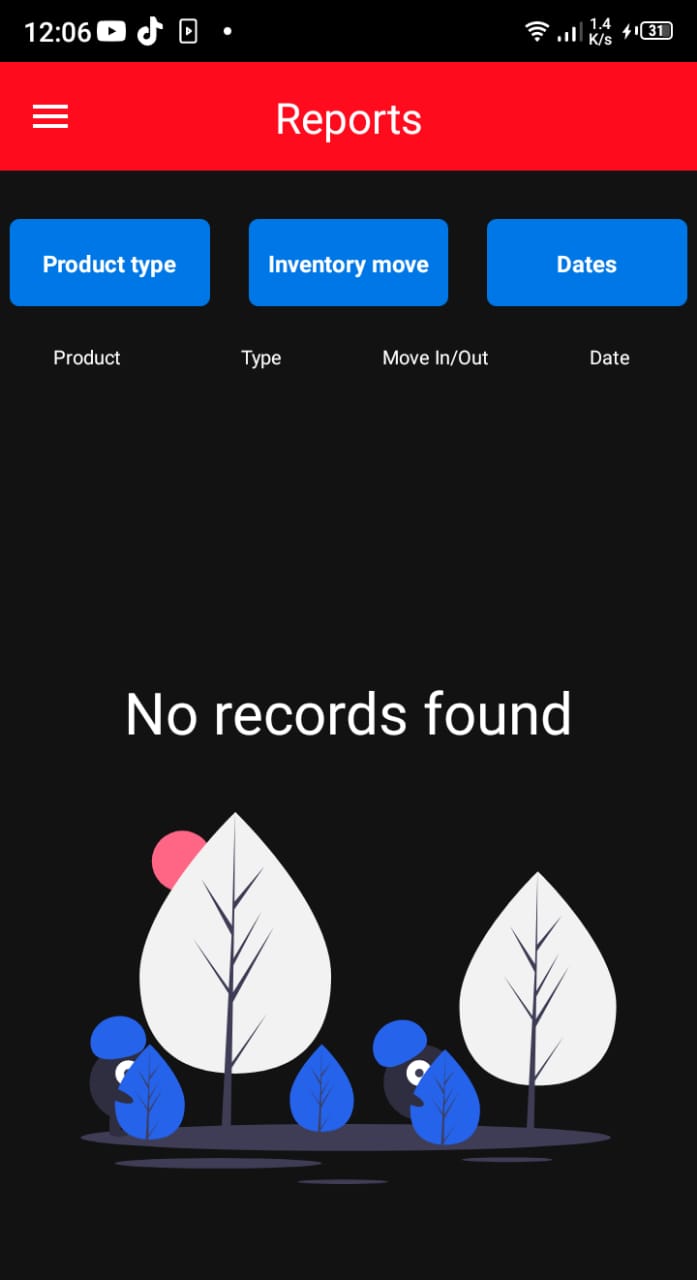 12:06 1.4 K/s 31
Reports
Product type Inventory move Dates
Product Type Move In/Out Date
No records found